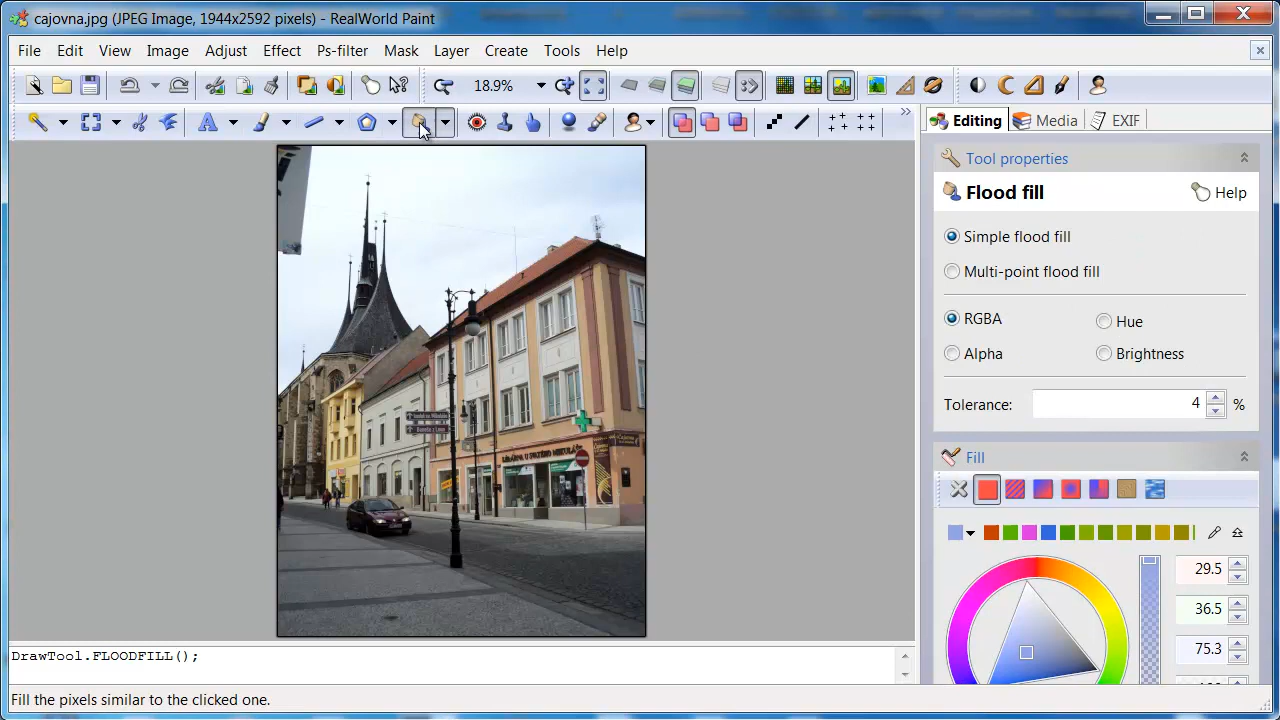 cajovna.jpg (JPEG Image, 1944x2592 pixels) - RealWorld Paint
File Edit View Image Adjust Effect Ps-filter Mask Layer Create Tools Help
18.9%
Editing Media EXIF
Tool properties
Flood fill Help
Simple flood fill
Multi-point flood fill
RGBA Hue
Alpha Brightness
Tolerance: 4 %
Fill
29.5
36.5
75.3
DrawTool.FLOODFILL();
Fill the pixels similar to the clicked one.